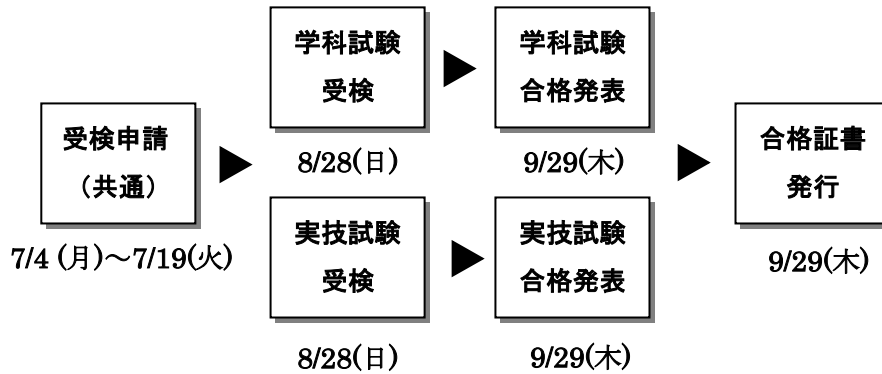 受検申請
（共通）
7/4 (月)～7/19(火)
学科試験
受検
8/28(日)
学科試験
合格発表
9/29(木)
実技試験
受検
8/28(日)
実技試験
合格発表
9/29(木)
合格証書
発行
9/29(木)